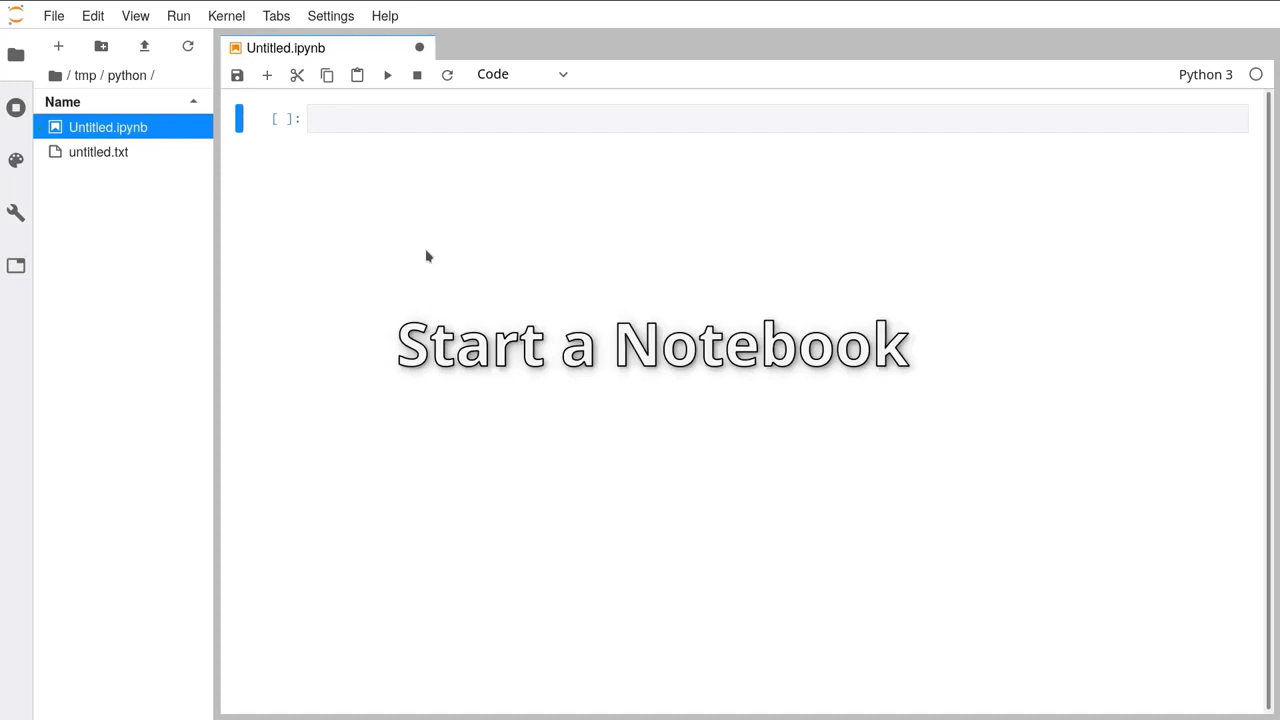 File Edit View Run Kernel Tabs Settings Help
Untitled.ipynb
Code
Python 3
/ tmp / python /
Name
Untitled.ipynb
untitled.txt
[ ]:
Start a Notebook